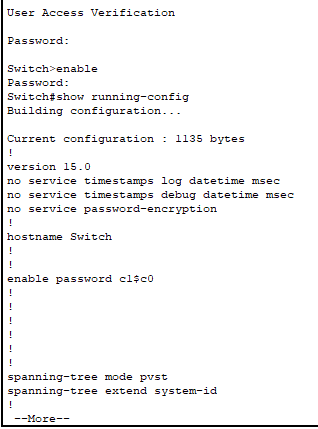 User Access Verification
Password:
Switch>enable
Password:
Switch#show running-config
Building configuration...
Current configuration : 1135 bytes
!
version 15.0
no service timestamps log datetime msec
no service timestamps debug datetime msec
no service password-encryption
!
hostname Switch
!
!
enable password c1$c0
!
!
!
!
!
!
spanning-tree mode pvst
spanning-tree extend system-id
!
--More--